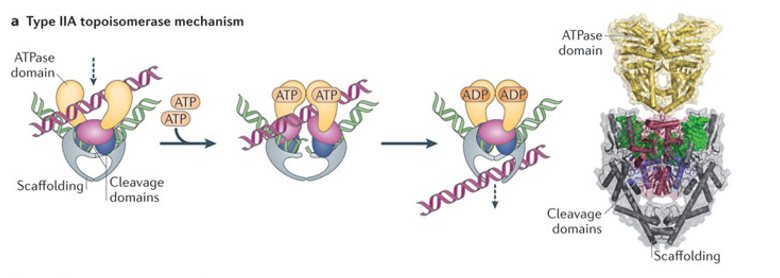 a Type IIA topoisomerase mechanism
ATPase
domain
ATP
ATP
Scaffolding
Cleavage
domains
ATP ATP
ADP ADP
ATPase
domain
Cleavage
domains
Scaffolding